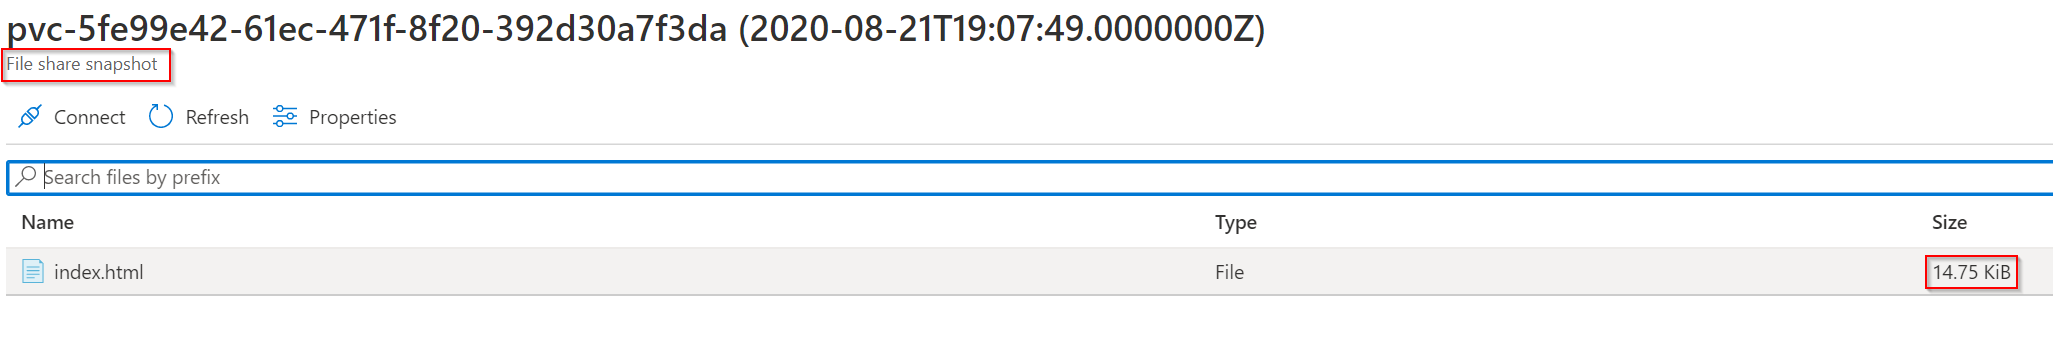 pvc-5fe99e42-61ec-471f-8f20-392d30a7f3da (2020-08-21T19:07:49.0000000Z)
File share snapshot
Connect Refresh Properties
Search files by prefix
Name Type Size
index.html File 14.75 KiB